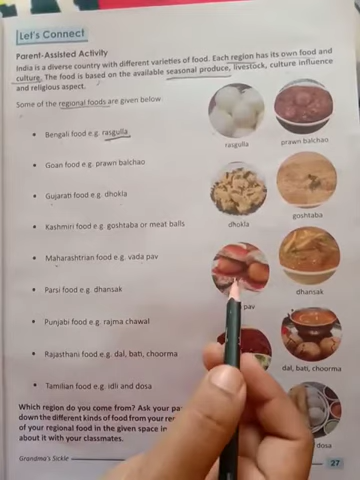 Let's Connect
Parent-Assisted Activity
India is a diverse country with different varieties of food. Each region has its own food and
culture. The food is based on the available seasonal produce, livestock, culture influence
and religious aspect.
Some of the regional foods are given below.
• Bengali food e.g. rasgulla
rasgulla
prawn balchao
• Goan food e.g. prawn balchao
• Gujarati food e.g. dhokla
goshtaba
• Kashmiri food e.g. goshtaba or meat balls
dhokla
• Maharashtrian food e.g. vada pav
• Parsi food e.g. dhansak
dhansak
pav
• Punjabi food e.g. rajma chawal
• Rajasthani food e.g. dal, bati, choorma
dal, bati, choorma
• Tamilian food e.g. idli and dosa
Which region do you come from? Ask your
down the different kinds of food from your
of your regional food in the given space
about it with your classmates.
dosa
Grandma's Sickle
27